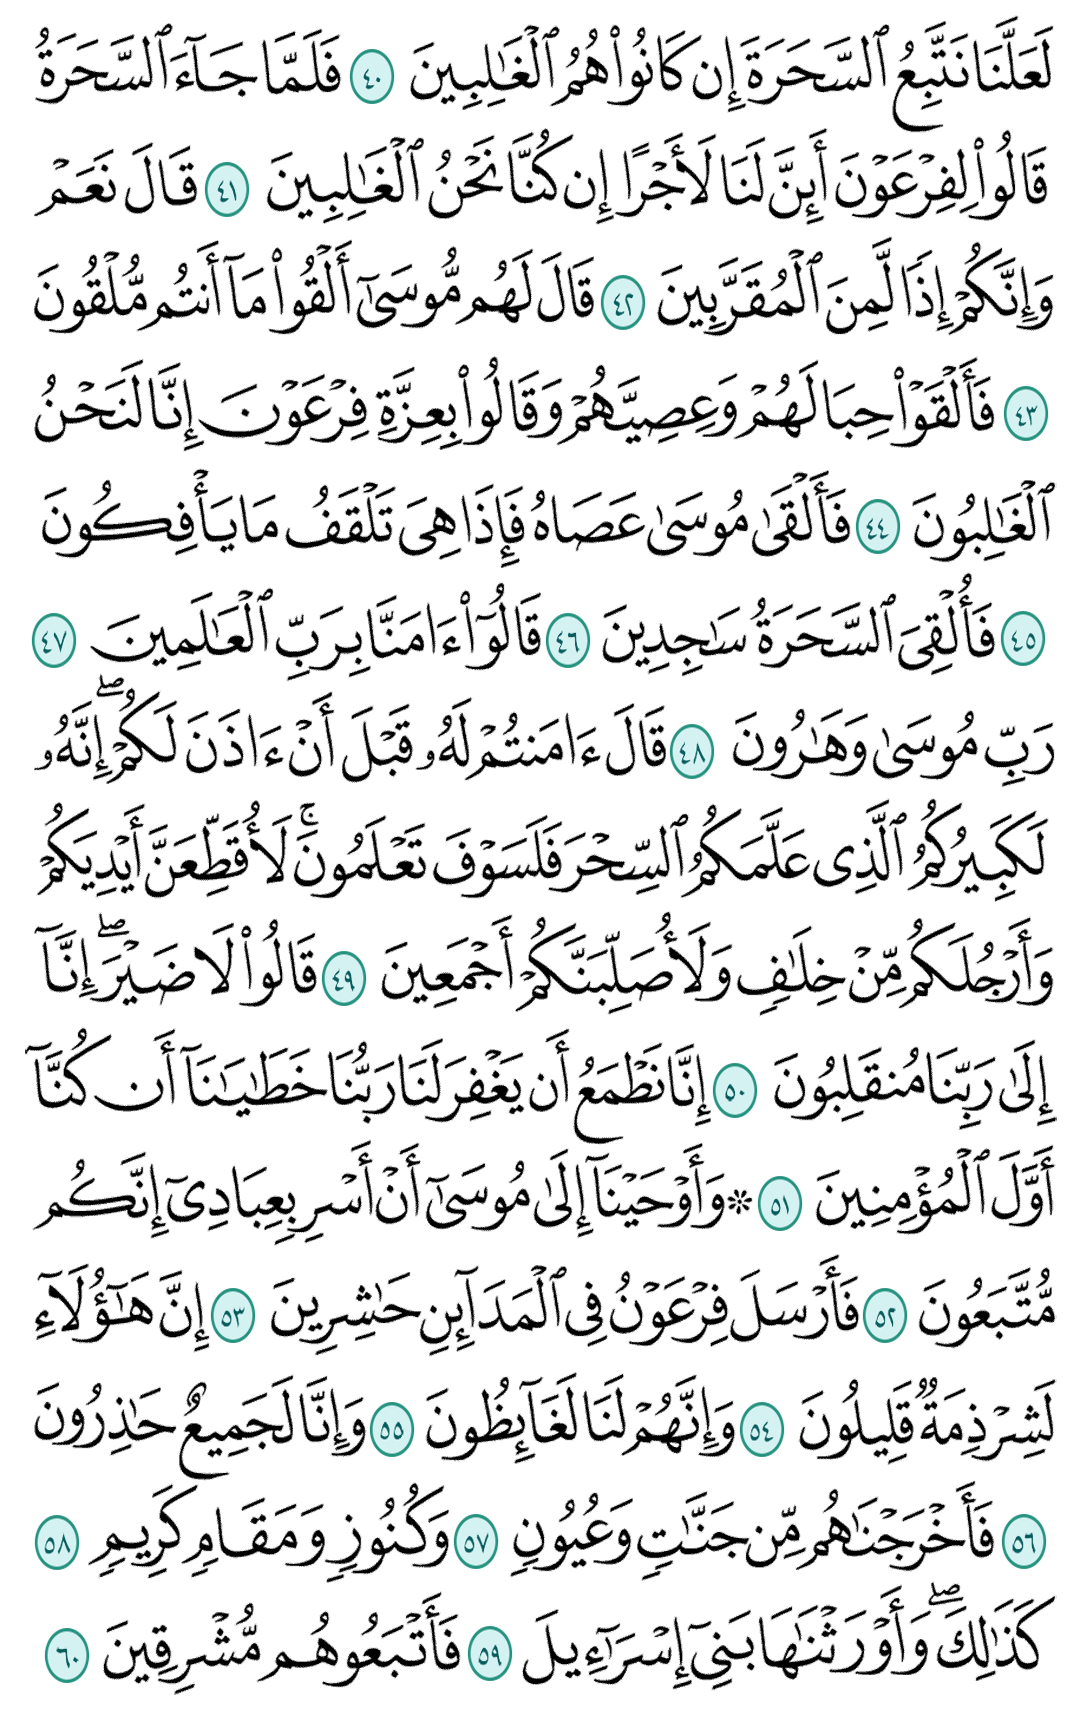 لَعَلَّنَا نَتَّبِعُ ٱلسَّحَرَةَ إِن كَانُوا۟ هُمُ ٱلْغَـٰلِبِينَ ٤٠ فَلَمَّا جَآءَ ٱلسَّحَرَةُ
قَالُوا۟ لِفِرْعَوْنَ أَئِنَّ لَنَا لَأَجْرًا إِن كُنَّا نَحْنُ ٱلْغَـٰلِبِينَ ٤١ قَالَ نَعَمْ
وَإِنَّكُمْ إِذًا لَّمِنَ ٱلْمُقَرَّبِينَ ٤٢ قَالَ لَهُم مُّوسَىٰٓ أَلْقُوا۟ مَآ أَنتُم مُّلْقُونَ
٤٣ فَأَلْقَوْا۟ حِبَالَهُمْ وَعِصِيَّهُمْ وَقَالُوا۟ بِعِزَّةِ فِرْعَوْنَ إِنَّا لَنَحْنُ
ٱلْغَـٰلِبُونَ ٤٤ فَأَلْقَىٰ مُوسَىٰ عَصَاهُ فَإِذَا هِىَ تَلْقَفُ مَا يَأْفِكُونَ
٤٥ فَأُلْقِىَ ٱلسَّحَرَةُ سَـٰجِدِينَ ٤٦ قَالُوٓا۟ ءَامَنَّا بِرَبِّ ٱلْعَـٰلَمِينَ ٤٧
رَبِّ مُوسَىٰ وَهَـٰرُونَ ٤٨ قَالَ ءَامَنتُمْ لَهُۥ قَبْلَ أَنْ ءَاذَنَ لَكُمْ ۖ إِنَّهُۥ
لَكَبِيرُكُمُ ٱلَّذِى عَلَّمَكُمُ ٱلسِّحْرَ فَلَسَوْفَ تَعْلَمُونَ ۚ لَأُقَطِّعَنَّ أَيْدِيَكُمْ
وَأَرْجُلَكُم مِّنْ خِلَـٰفٍ وَلَأُصَلِّبَنَّكُمْ أَجْمَعِينَ ٤٩ قَالُوا۟ لَا ضَيْرَ ۖ إِنَّآ
إِلَىٰ رَبِّنَا مُنقَلِبُونَ ٥٠ إِنَّا نَطْمَعُ أَن يَغْفِرَ لَنَا رَبُّنَا خَطَـٰيَـٰنَآ أَن كُنَّآ
أَوَّلَ ٱلْمُؤْمِنِينَ ٥١ ۞ وَأَوْحَيْنَآ إِلَىٰ مُوسَىٰٓ أَنْ أَسْرِ بِعِبَادِىٓ إِنَّكُم
مُّتَّبَعُونَ ٥٢ فَأَرْسَلَ فِرْعَوْنُ فِى ٱلْمَدَآئِنِ حَـٰشِرِينَ ٥٣ إِنَّ هَـٰٓؤُلَآءِ
لَشِرْذِمَةٌ قَلِيلُونَ ٥٤ وَإِنَّهُمْ لَنَا لَغَآئِظُونَ ٥٥ وَإِنَّا لَجَمِيعٌ حَـٰذِرُونَ
٥٦ فَأَخْرَجْنَـٰهُم مِّن جَنَّـٰتٍ وَعُيُونٍ ٥٧ وَكُنُوزٍ وَمَقَامٍ كَرِيمٍ ٥٨
كَذَٰلِكَ ۖ وَأَوْرَثْنَـٰهَا بَنِىٓ إِسْرَٰٓءِيلَ ٥٩ فَأَتْبَعُوهُم مُّشْرِقِينَ ٦٠